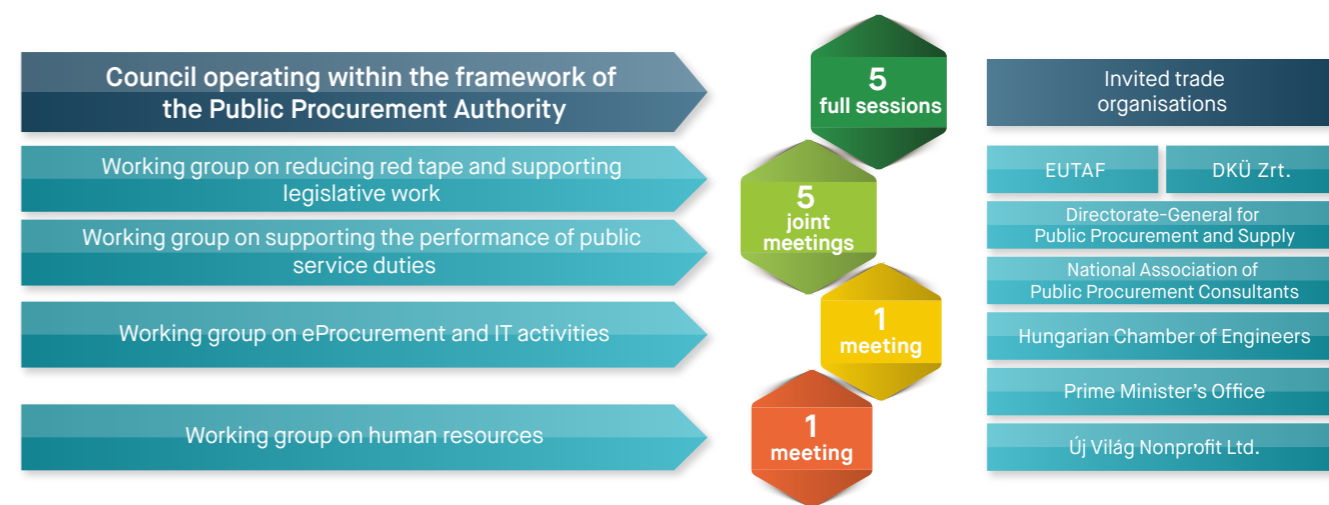 Council operating within the framework of
the Public Procurement Authority
Working group on reducing red tape and supporting
legislative work
Working group on supporting the performance of public
service duties
Working group on eProcurement and IT activities
Working group on human resources
5
full sessions
5
joint
meetings
1
meeting
1
meeting
Invited trade
organisations
EUTAF
DKÜ Zrt.
Directorate-General for
Public Procurement and Supply
National Association of
Public Procurement Consultants
Hungarian Chamber of Engineers
Prime Minister's Office
Új Világ Nonprofit Ltd.